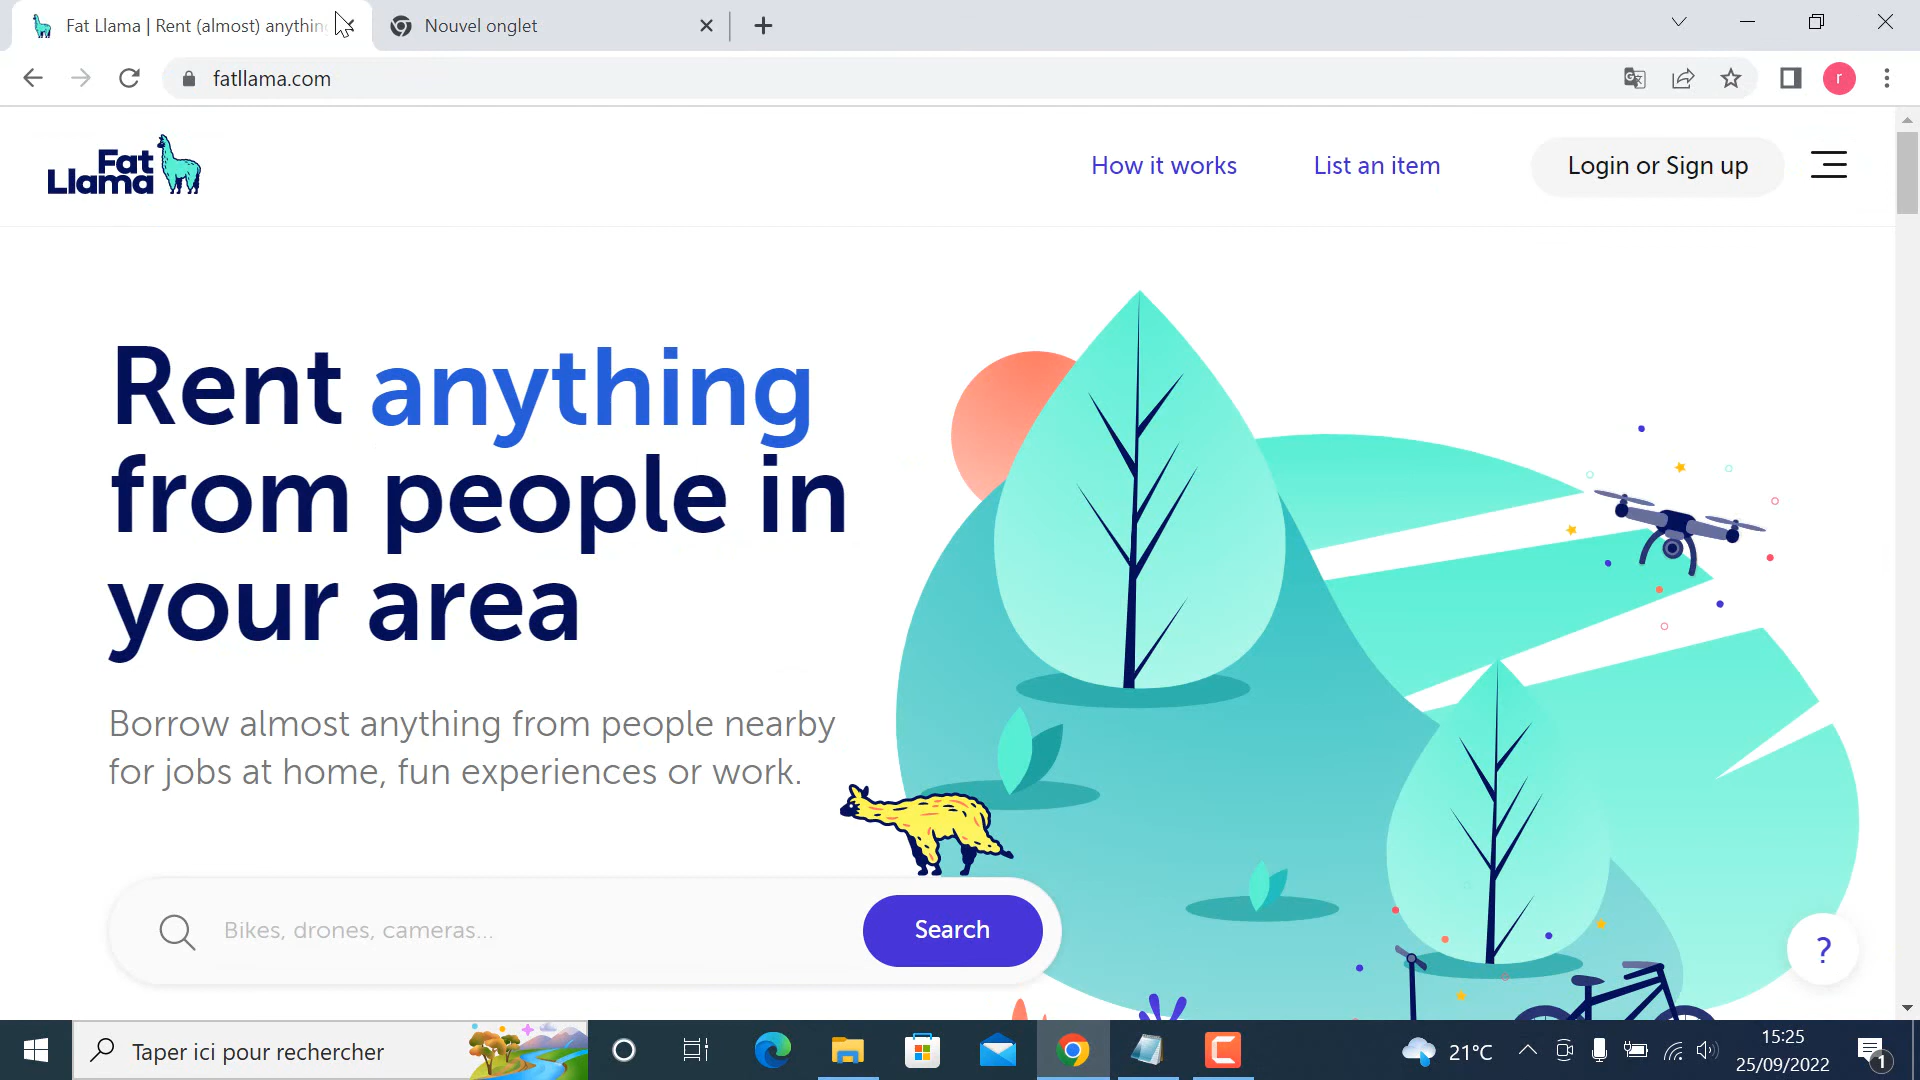 Fat Llama | Rent (almost) anythin
Nouvel onglet
fatllama.com
r
Fat
Llama
How it works
List an item
Login or Sign up
Rent anything
from people in
your area
Borrow almost anything from people nearby
for jobs at home, fun experiences or work.
Bikes, drones, cameras...
Search
?
Taper ici pour rechercher
21°C
15:25
25/09/2022
1